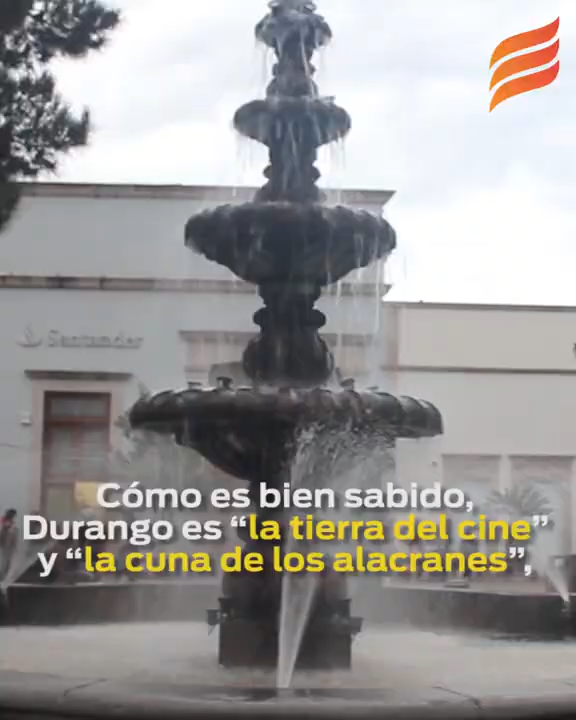 Santander
Cómo es bien sabido,
Durango es “la tierra del cine”
y “la cuna de los alacranes”,